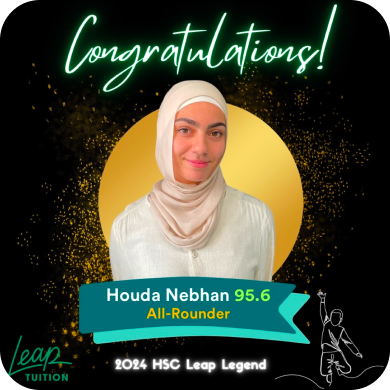 Congratulations!
Houda Nebhan 95.6
All-Rounder
Leap
TUITION
2024 HSC Leap Legend